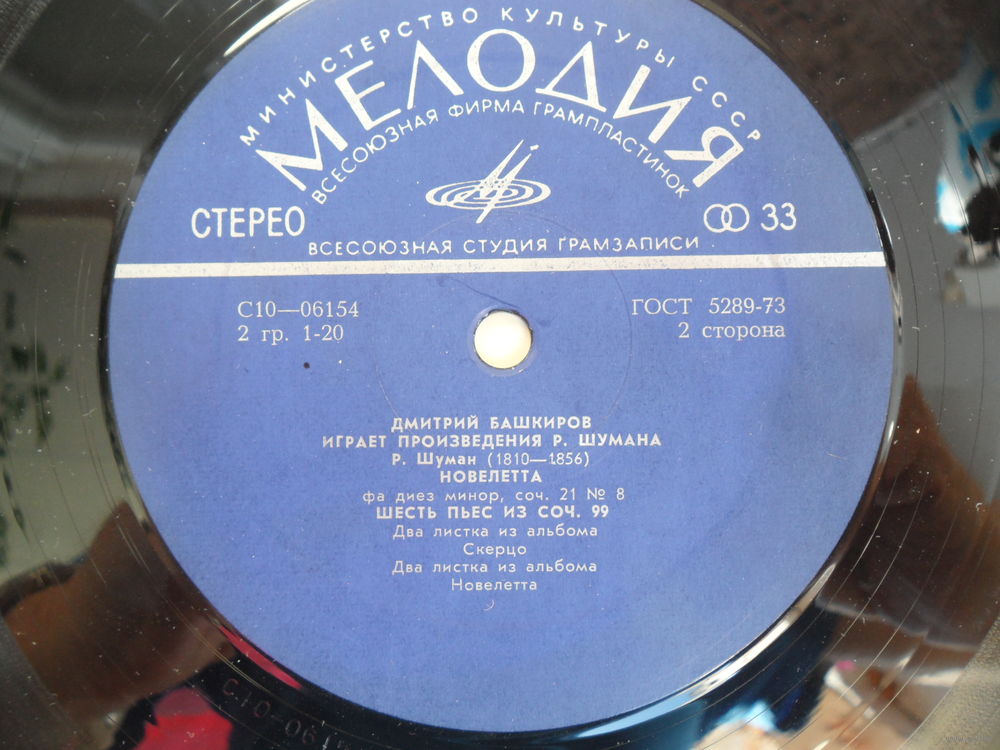 МИНИСТЕРСТВО КУЛЬТУРЫ СССР
МЕЛОДИЯ
ВСЕСОЮЗНАЯ ФИРМА ГРАМПЛАСТИНОК
СТЕРЕО
33
ВСЕСОЮЗНАЯ СТУДИЯ ГРАМЗАПИСИ
С10—06154
ГОСТ 5289-73
2 гр. 1-20
2 сторона
ДМИТРИЙ БАШКИРОВ
ИГРАЕТ ПРОИЗВЕДЕНИЯ Р. ШУМАНА
Р. Шуман (1810—1856)
НОВЕЛЕТТА
фа диез минор, соч. 21 № 8
ШЕСТЬ ПЬЕС ИЗ СОЧ. 99
Два листка из альбома
Скерцо
Два листка из альбома
Новелетта